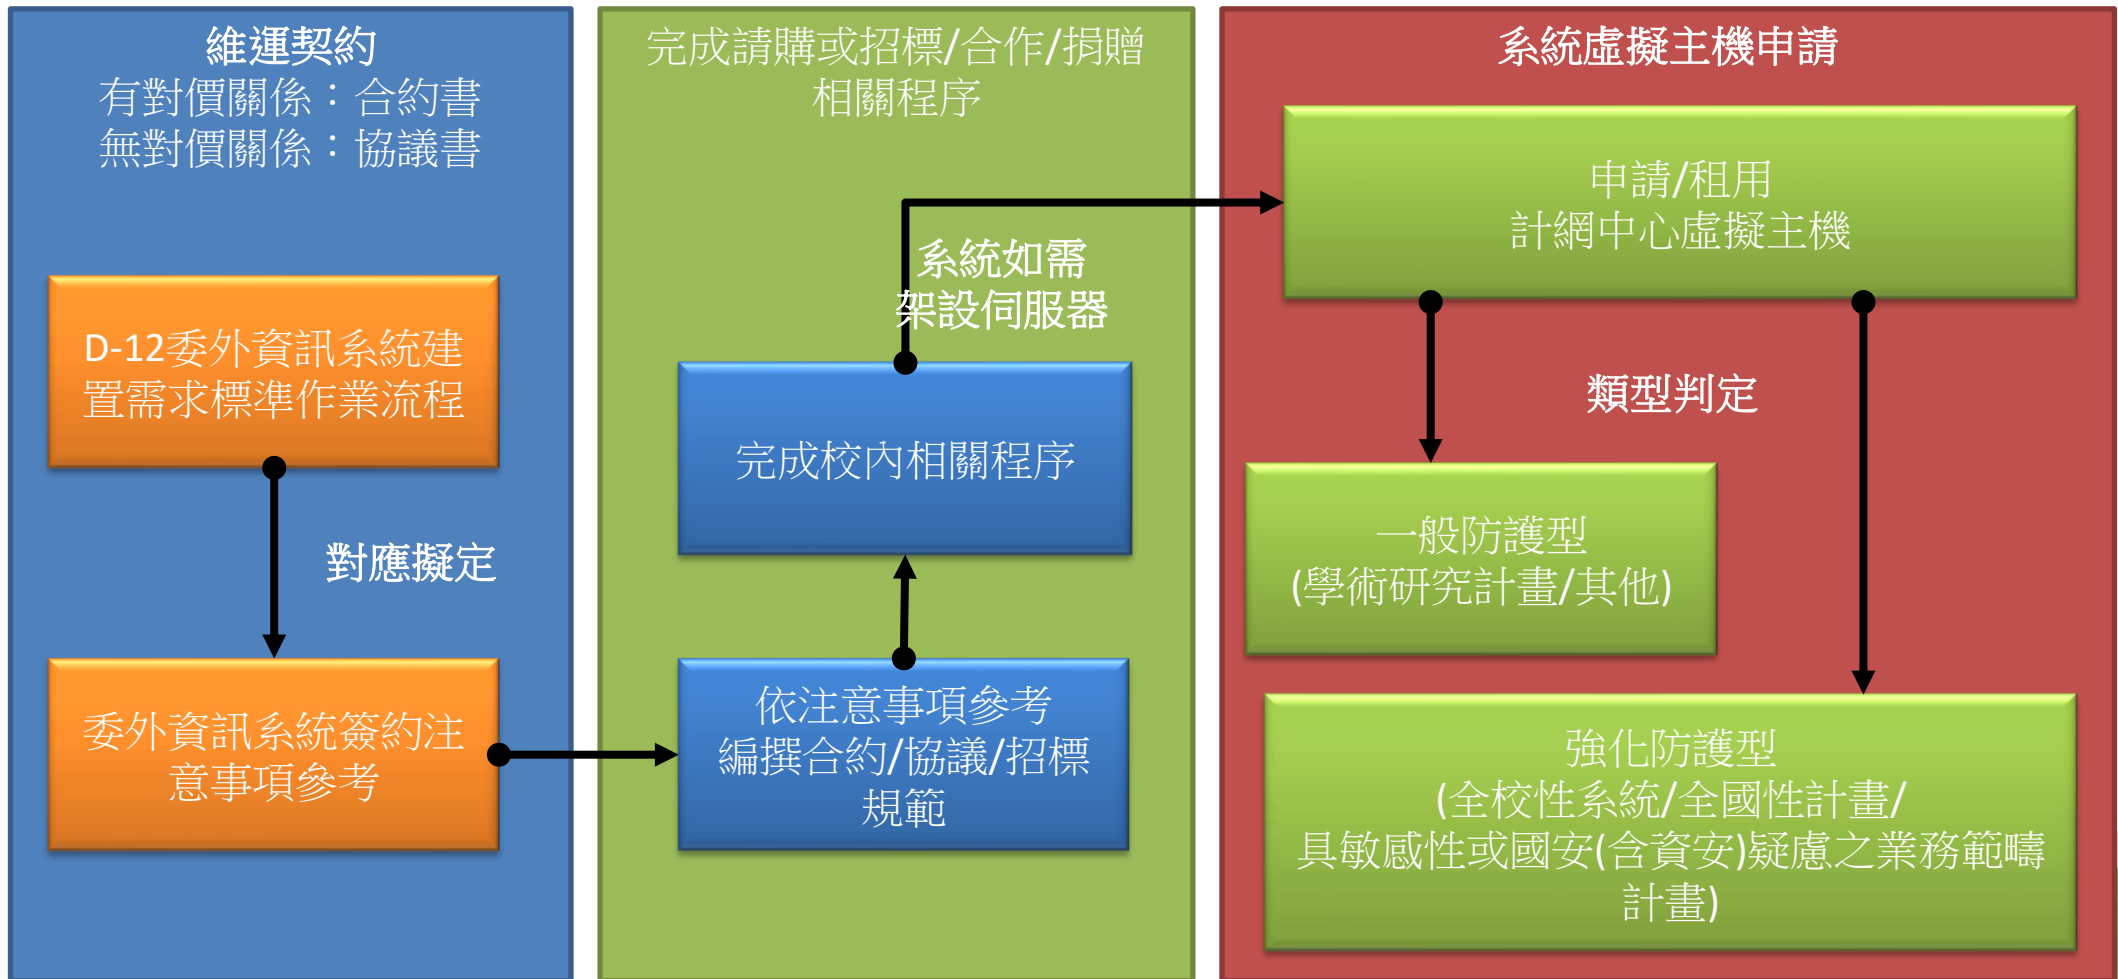 維運契約
有對價關係：合約書
無對價關係：協議書
D-12委外資訊系統建
置需求標準作業流程
對應擬定
委外資訊系統簽約注
意事項參考
完成請購或招標/合作/捐贈
相關程序
系統如需
架設伺服器
完成校內相關程序
依注意事項參考
編撰合約/協議/招標
規範
系統虛擬主機申請
申請/租用
計網中心虛擬主機
類型判定
一般防護型
(學術研究計畫/其他)
強化防護型
(全校性系統/全國性計畫/
具敏感性或國安(含資安)疑慮之業務範疇
計畫)